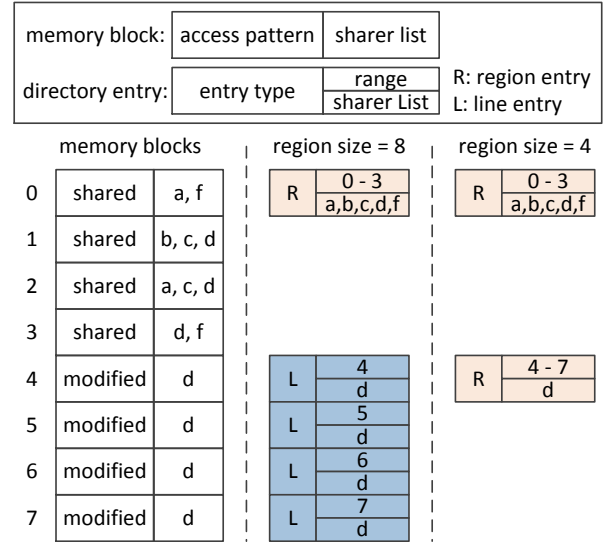 memory block: access pattern sharer list
directory entry: entry type range sharer List
R: region entry
L: line entry
memory blocks region size = 8 region size = 4
0 shared a, f R 0 - 3 a,b,c,d,f R 0 - 3 a,b,c,d,f
1 shared b, c, d
2 shared a, c, d
3 shared d, f
4 modified d L 4 d R 4 - 7 d
5 modified d L 5 d
6 modified d L 6 d
7 modified d L 7 d